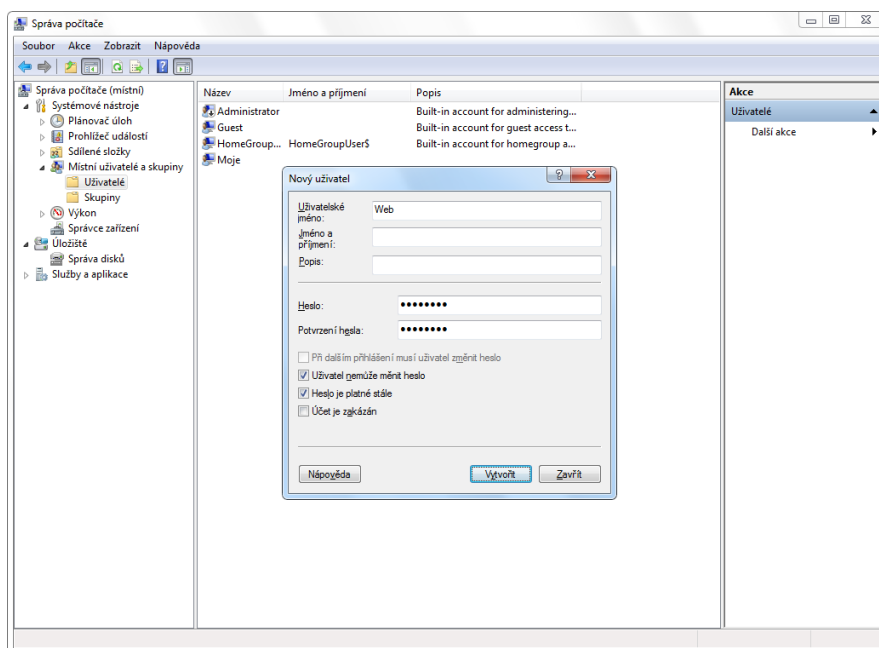 Správa počítače
Soubor Akce Zobrazit Nápověda
Správa počítače (místní)
Systémové nástroje
Plánovač úloh
Prohlížeč událostí
Sdílené složky
Místní uživatelé a skupiny
Uživatelé
Skupiny
Výkon
Správce zařízení
Úložiště
Správa disků
Služby a aplikace
Název Jméno a příjmení Popis
Administrator Built-in account for administering...
Guest Built-in account for guest access t...
HomeGroup... HomeGroupUser$ Built-in account for homegroup a...
Moje
Akce
Uživatelé
Další akce
Nový uživatel
Uživatelské
jméno:
Web
Jméno a
příjmení:
Popis:
Heslo: ••••••••
Potvrzení hesla: ••••••••
Při dalším přihlášení musí uživatel změnit heslo
Uživatel nemůže měnit heslo
Heslo je platné stále
Účet je zakázán
Nápověda Vytvořit Zavřít